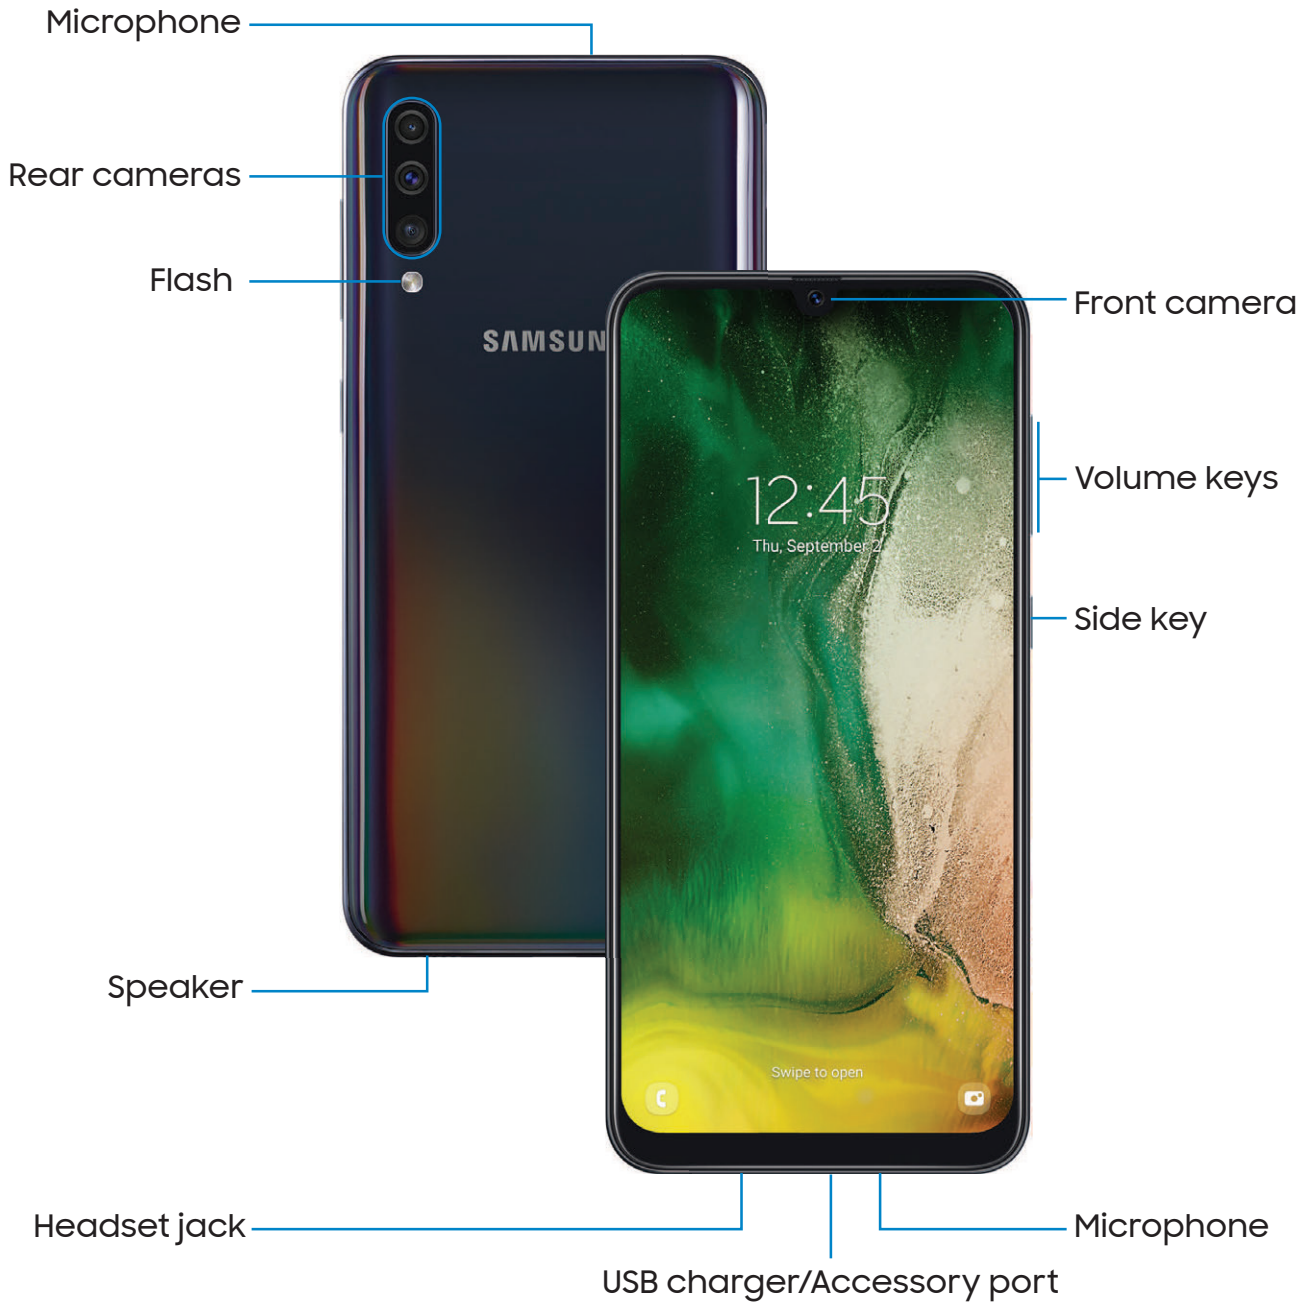 Microphone
Rear cameras
Flash
SAMSUN
Front camera
12:45
Thu, September 2
Volume keys
Side key
Speaker
Swipe to open
Headset jack
Microphone
USB charger/Accessory port